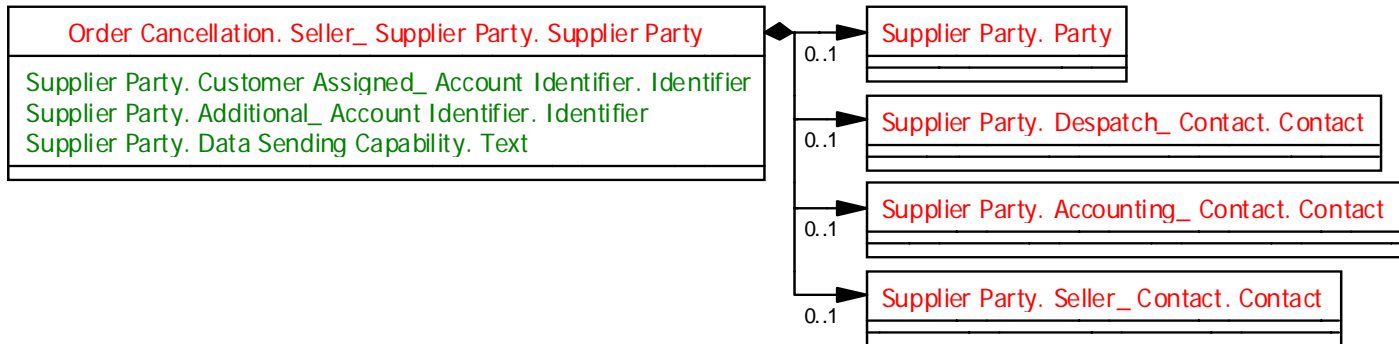 Order Cancellation. Seller_ Supplier Party. Supplier Party
Supplier Party. Customer Assigned_ Account Identifier. Identifier
Supplier Party. Additional_ Account Identifier. Identifier
Supplier Party. Data Sending Capability. Text
Supplier Party. Party
0..1
Supplier Party. Despatch_ Contact. Contact
0..1
Supplier Party. Accounting_ Contact. Contact
0..1
Supplier Party. Seller_ Contact. Contact
0..1